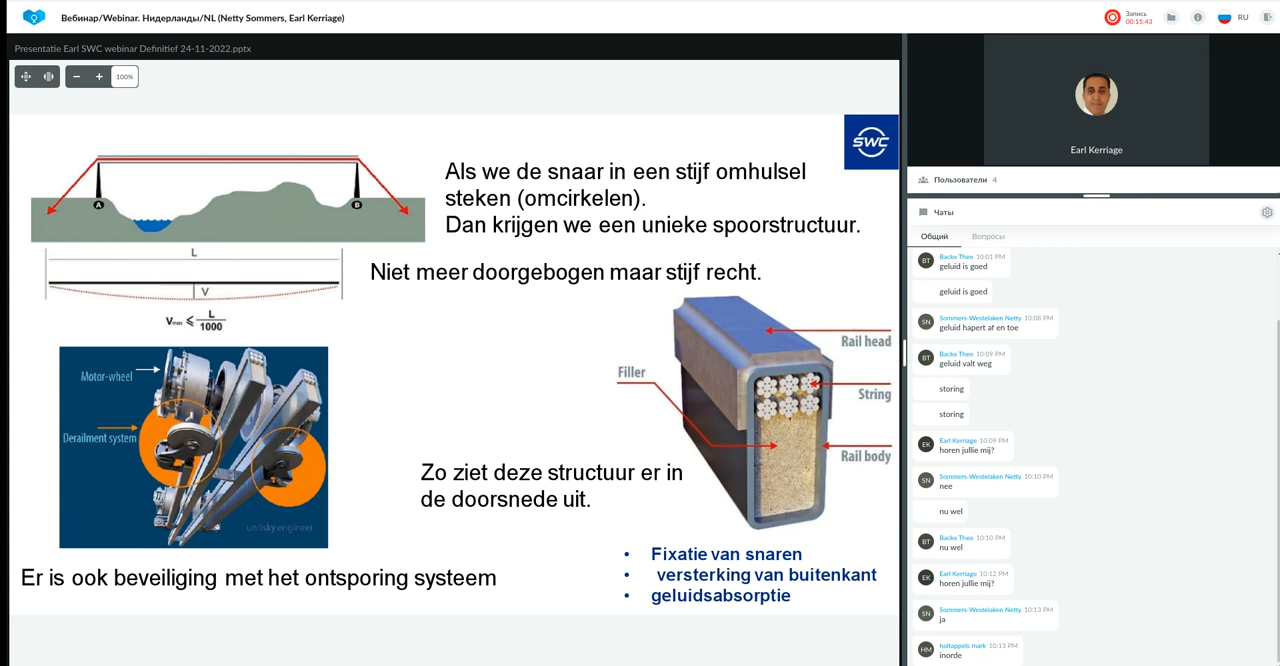 Вебинар/Webinar. Нидерланды/NL (Netty Sommers, Earl Kerriage)
Запись
00:15:43
RU
Presentatie Earl SWC webinar Definitief 24-11-2022.pptx
100%
SWC
Als we de snaar in een stijf omhulsel
steken (omcirkelen).
Dan krijgen we een unieke spoorstructuur.
A
B
L
V
Niet meer doorgebogen maar stijf recht.
Vmax ⩽ L/1000
Motor-wheel
Derailment system
unitsky.engineer
Rail head
Filler
String
Rail body
Zo ziet deze structuur er in
de doorsnede uit.
• Fixatie van snaren
• versterking van buitenkant
• geluidsabsorptie
Er is ook beveiliging met het ontsporing systeem
Earl Kerriage
Пользователи 4
Чаты
Общий Вопросы
BT Backx Theo 10:01 PM
geluid is goed
geluid is goed
SN Sommers-Westelaken Netty 10:08 PM
geluid hapert af en toe
BT Backx Theo 10:09 PM
geluid valt weg
storing
storing
EK Earl Kerriage 10:09 PM
horen jullie mij?
SN Sommers-Westelaken Netty 10:10 PM
nee
nu wel
BT Backx Theo 10:10 PM
nu wel
EK Earl Kerriage 10:12 PM
horen jullie mij?
SN Sommers-Westelaken Netty 10:13 PM
ja
HM holtappels mark 10:13 PM
inorde